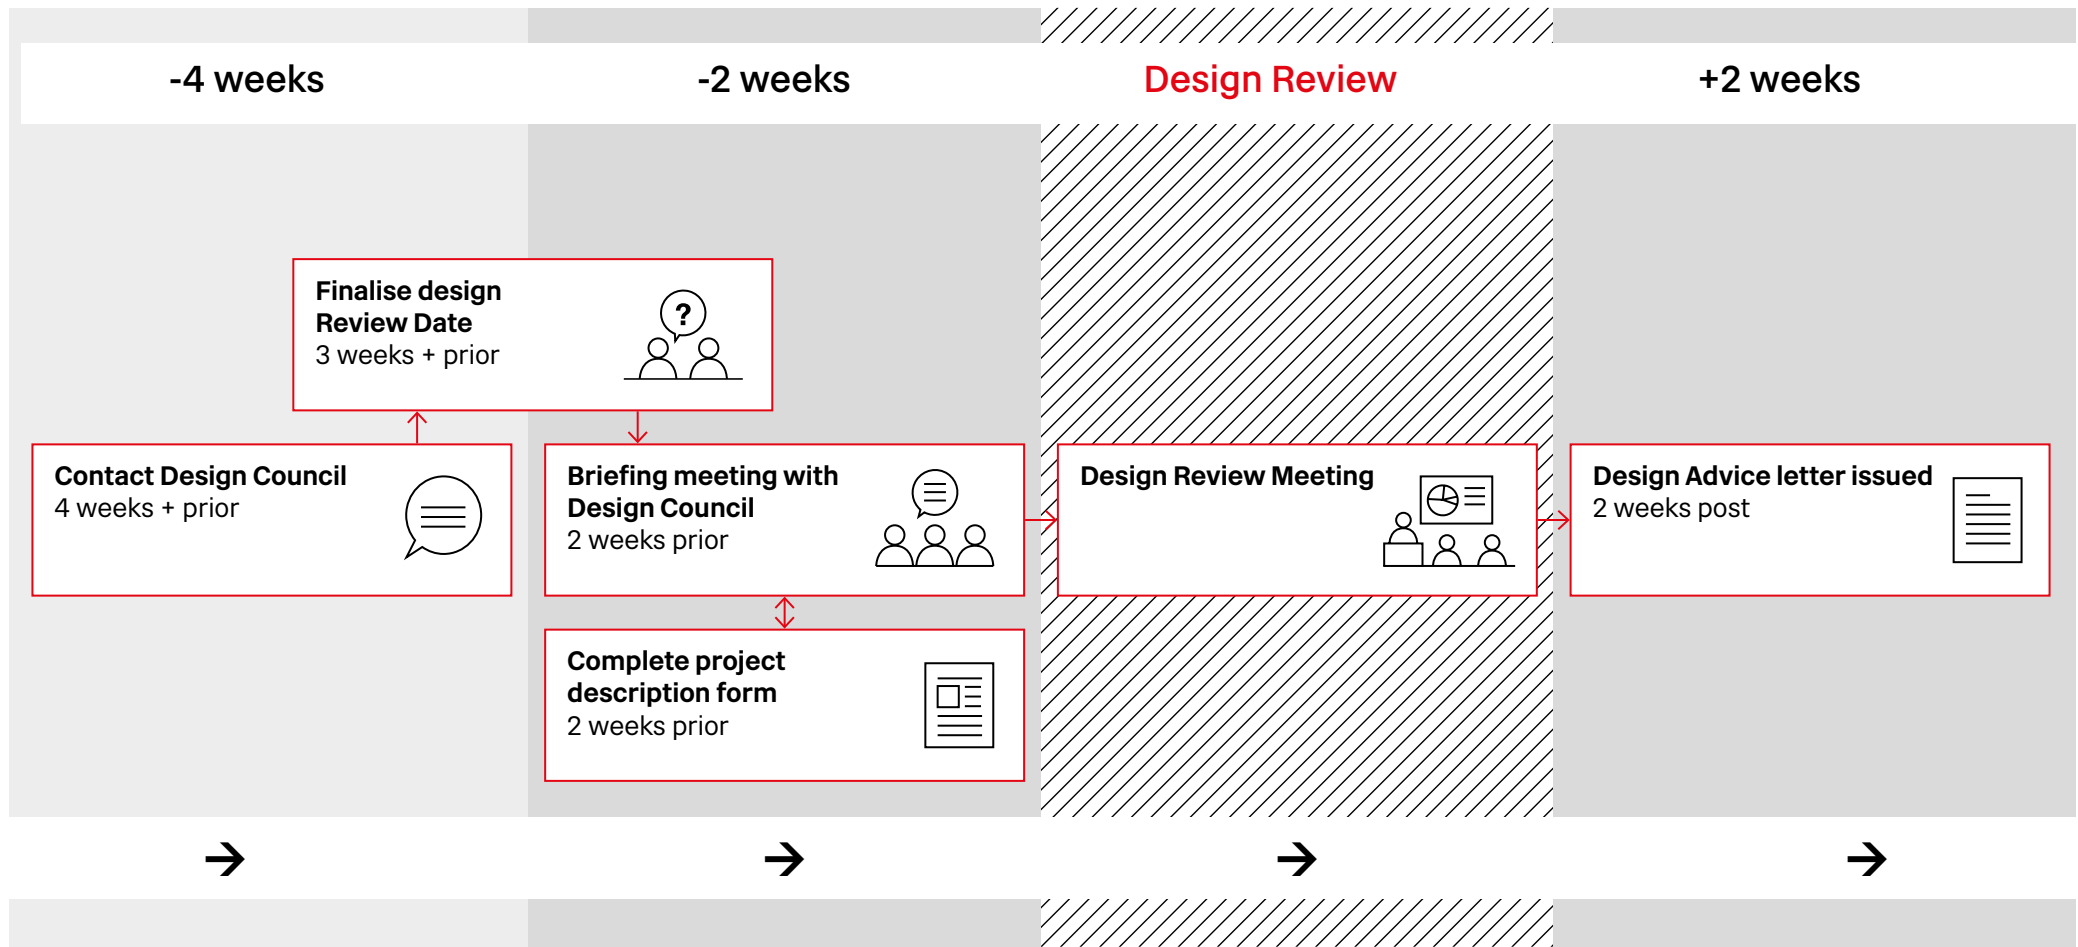 -4 weeks
-2 weeks
Design Review
+2 weeks
Finalise design
Review Date
3 weeks + prior
?
Contact Design Council
4 weeks + prior
Briefing meeting with
Design Council
2 weeks prior
Design Review Meeting
Design Advice letter issued
2 weeks post
Complete project
description form
2 weeks prior